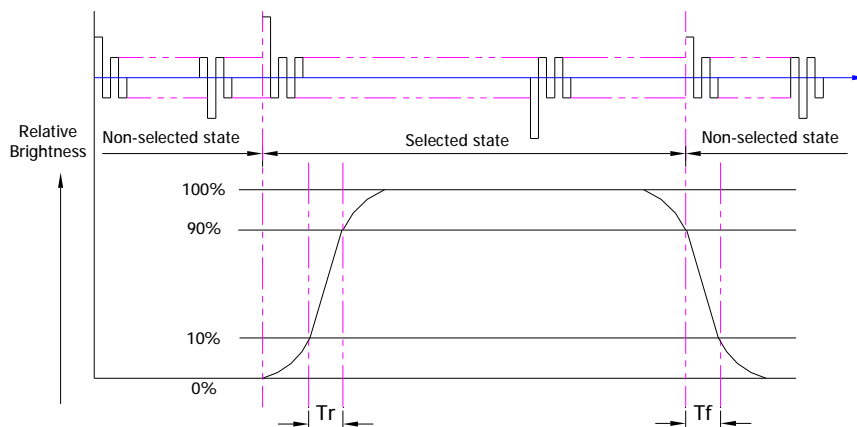 Relative
Brightness
Non-selected state
Selected state
Non-selected state
100%
90%
10%
0%
Tr
Tf